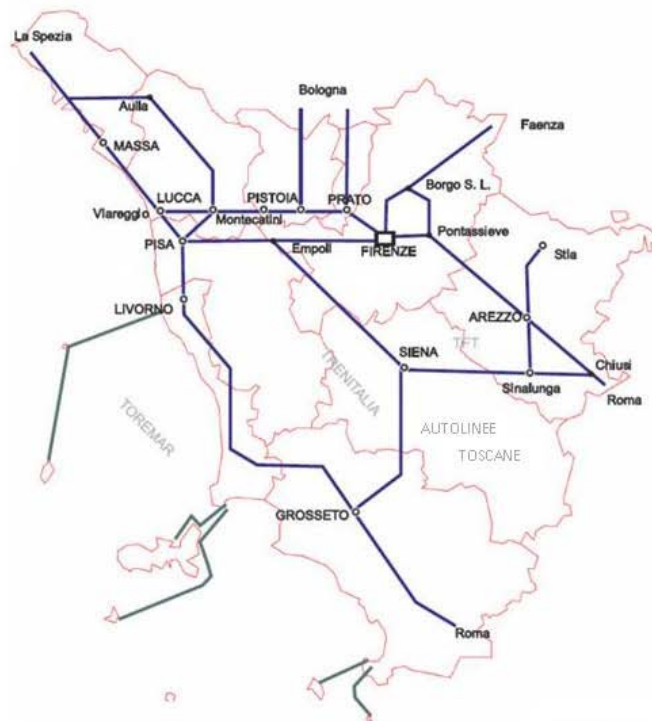 La Spezia
Bologna
Aulla
Faenza
MASSA
Borgo S. L.
LUCCA
PISTOIA
PRATO
Viareggio
Montecatini
Pontassieve
PISA
Empoli
FIRENZE
Stia
LIVORNO
AREZZO
SIENA
TFT
TRENITALIA
Chiusi
Sinalunga
Roma
TOREMAR
AUTOLINEE
TOSCANE
GROSSETO
Roma